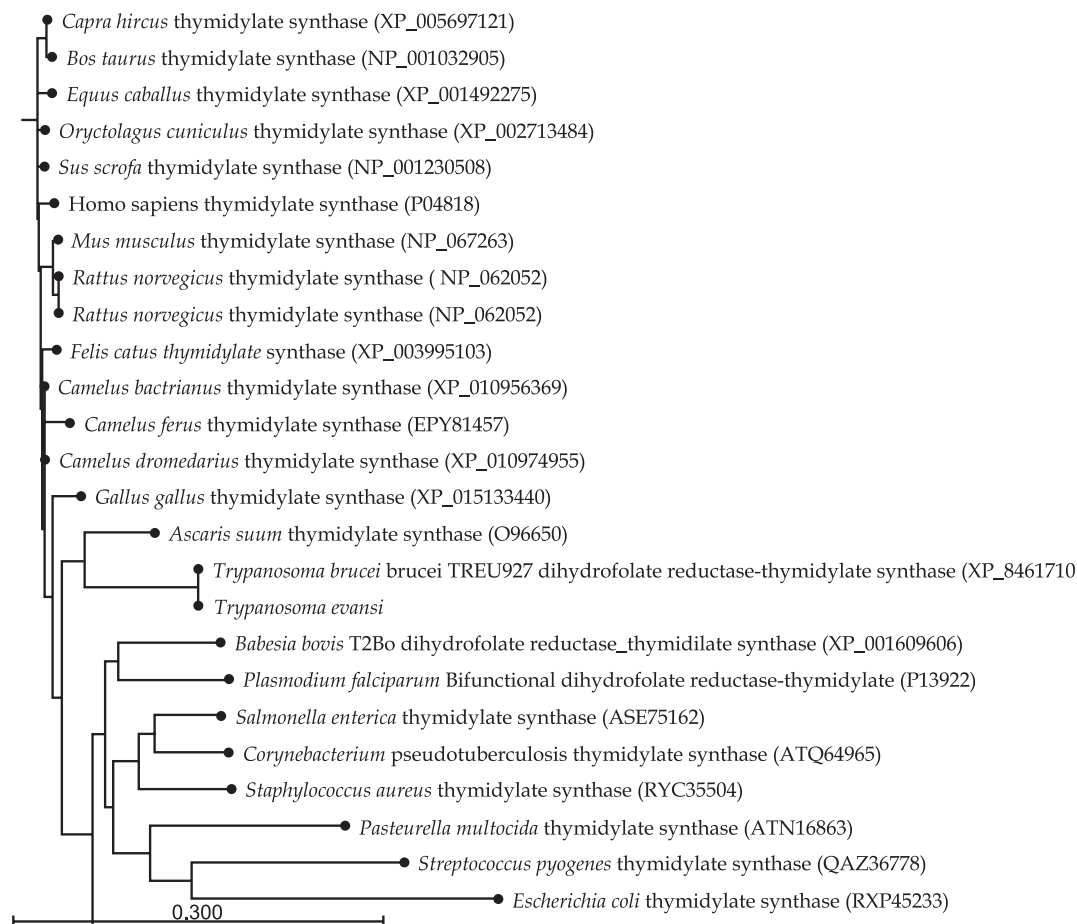 Capra hircus thymidylate synthase (XP_005697121)
Bos taurus thymidylate synthase (NP_001032905)
Equus caballus thymidylate synthase (XP_001492275)
Oryctolagus cuniculus thymidylate synthase (XP_002713484)
Sus scrofa thymidylate synthase (NP_001230508)
Homo sapiens thymidylate synthase (P04818)
Mus musculus thymidylate synthase (NP_067263)
Rattus norvegicus thymidylate synthase ( NP_062052)
Rattus norvegicus thymidylate synthase (NP_062052)
Felis catus thymidylate synthase (XP_003995103)
Camelus bactrianus thymidylate synthase (XP_010956369)
Camelus ferus thymidylate synthase (EPY81457)
Camelus dromedarius thymidylate synthase (XP_010974955)
Gallus gallus thymidylate synthase (XP_015133440)
Ascaris suum thymidylate synthase (O96650)
Trypanosoma brucei brucei TREU927 dihydrofolate reductase-thymidylate synthase (XP_8461710
Trypanosoma evansi
Babesia bovis T2Bo dihydrofolate reductase_thymidilate synthase (XP_001609606)
Plasmodium falciparum Bifunctional dihydrofolate reductase-thymidylate (P13922)
Salmonella enterica thymidylate synthase (ASE75162)
Corynebacterium pseudotuberculosis thymidylate synthase (ATQ64965)
Staphylococcus aureus thymidylate synthase (RYC35504)
Pasteurella multocida thymidylate synthase (ATN16863)
Streptococcus pyogenes thymidylate synthase (QAZ36778)
Escherichia coli thymidylate synthase (RXP45233)
0.300